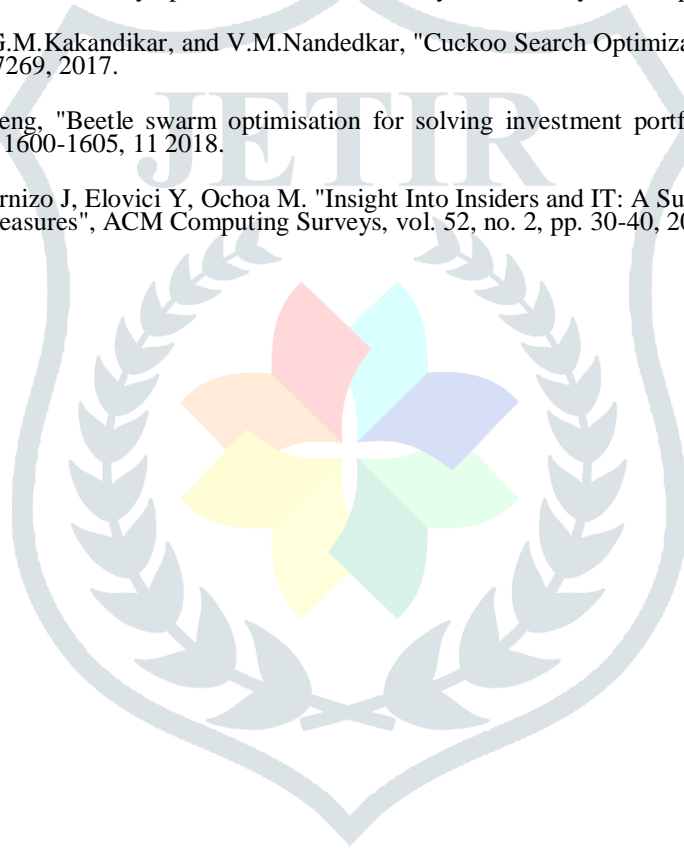 G.M.Kakandikar, and V.M.Nandedkar, "Cuckoo Search Optimiza
7269, 2017.
JETIR
eng, "Beetle swarm optimisation for solving investment portf
1600-1605, 11 2018.
rnizo J, Elovici Y, Ochoa M. "Insight Into Insiders and IT: A Su
easures", ACM Computing Surveys, vol. 52, no. 2, pp. 30-40, 20